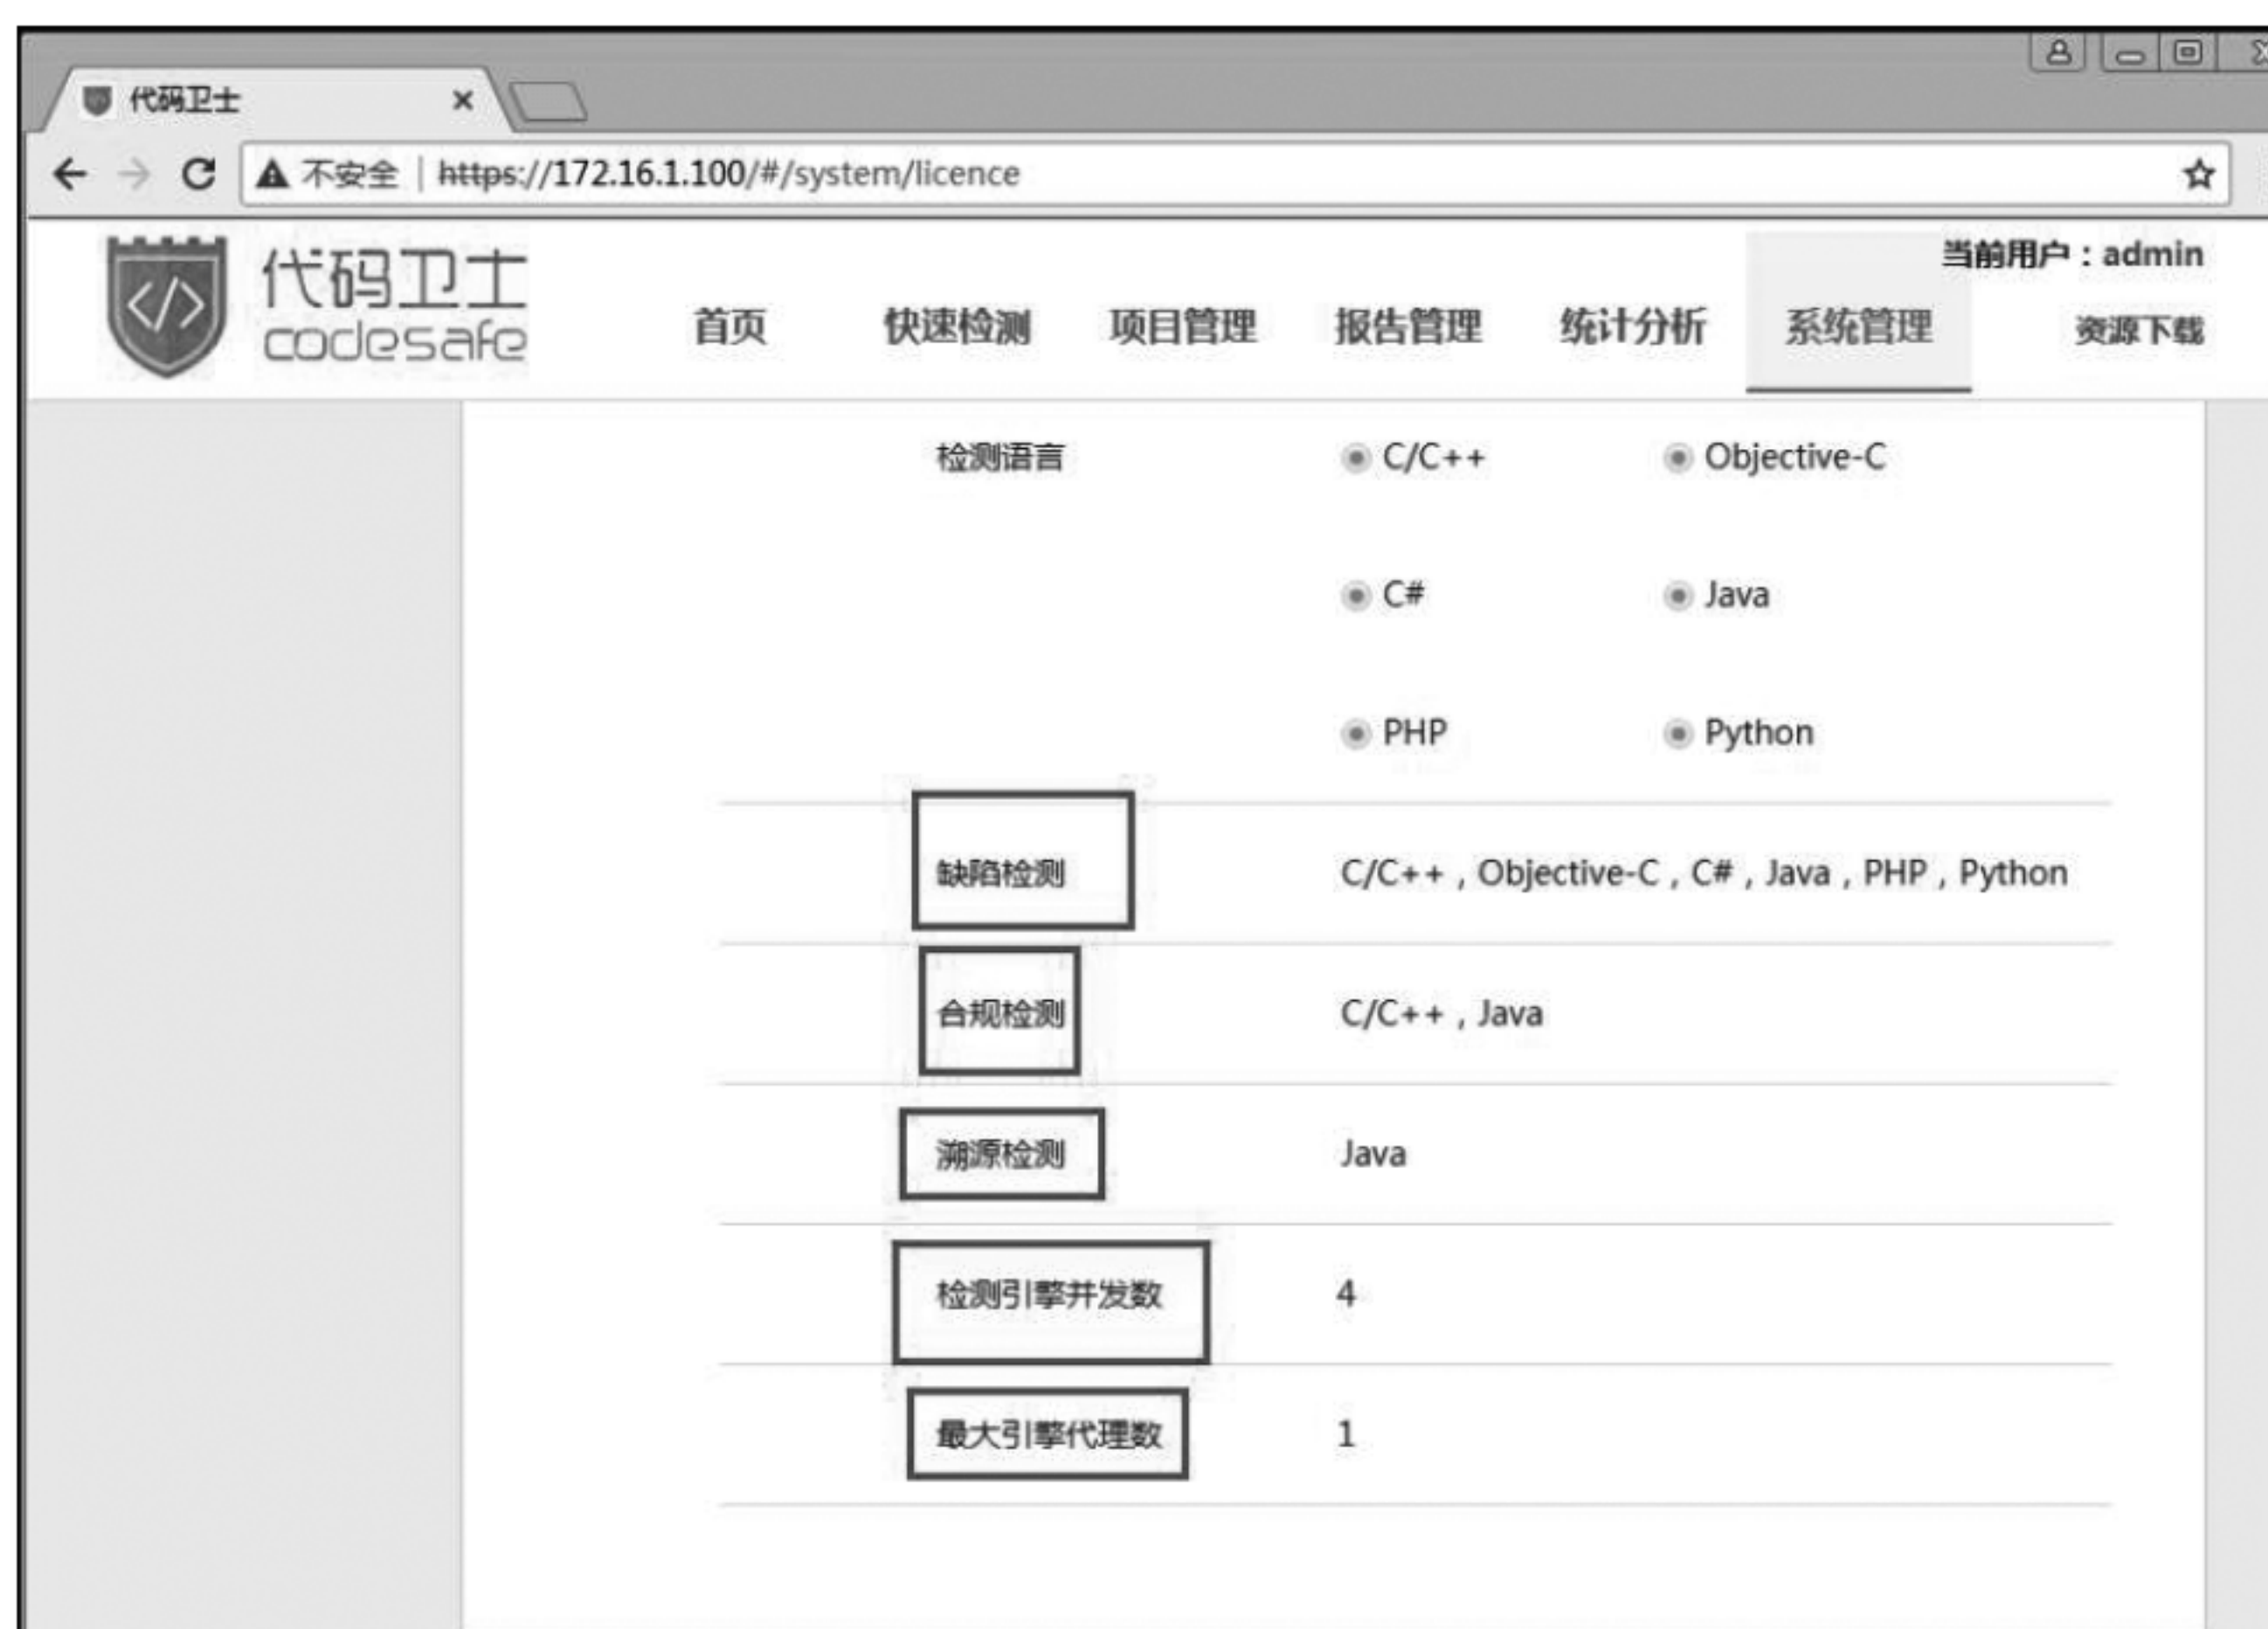 代码卫士
不安全 | https://172.16.1.100/#/system/licence
当前用户：admin
代码卫士
codesafe
首页 快速检测 项目管理 报告管理 统计分析 系统管理 资源下载
检测语言 C/C++ Objective-C
C# Java
PHP Python
缺陷检测 C/C++ , Objective-C , C# , Java , PHP , Python
合规检测 C/C++ , Java
溯源检测 Java
检测引擎并发数 4
最大引擎代理数 1